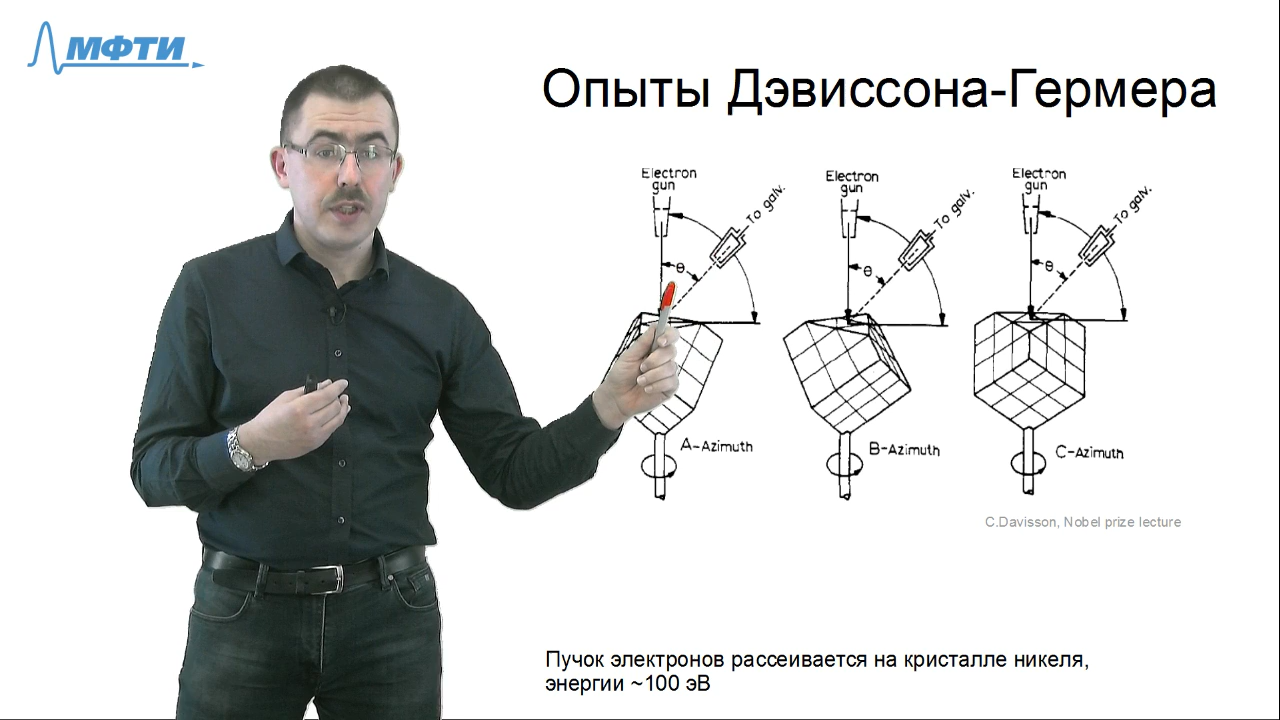 МФТИ
Опыты Дэвиссона-Гермера
Electron
gun
To galv.
θ
A-Azimuth
Electron
gun
To galv.
θ
B-Azimuth
Electron
gun
To galv.
θ
C-Azimuth
C.Davisson, Nobel prize lecture
Пучок электронов рассеивается на кристалле никеля,
энергии ~100 эВ